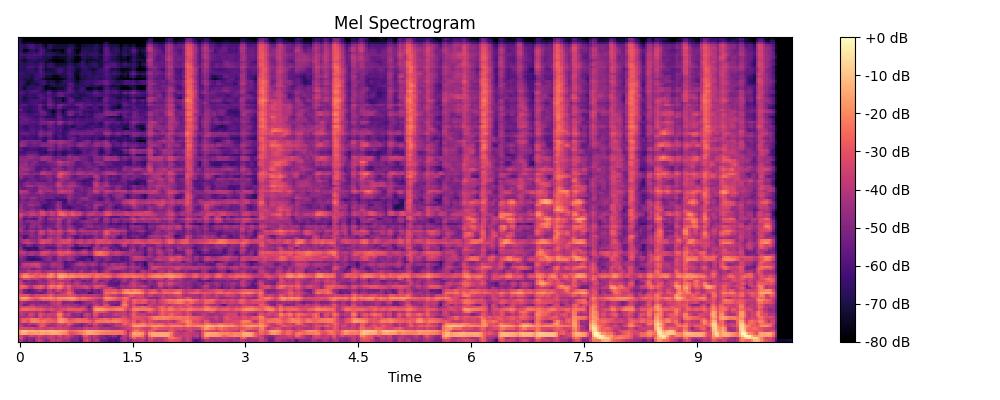 Mel Spectrogram
+0 dB
-10 dB
-20 dB
-30 dB
-40 dB
-50 dB
-60 dB
-70 dB
-80 dB
0 1.5 3 4.5 6 7.5 9
Time